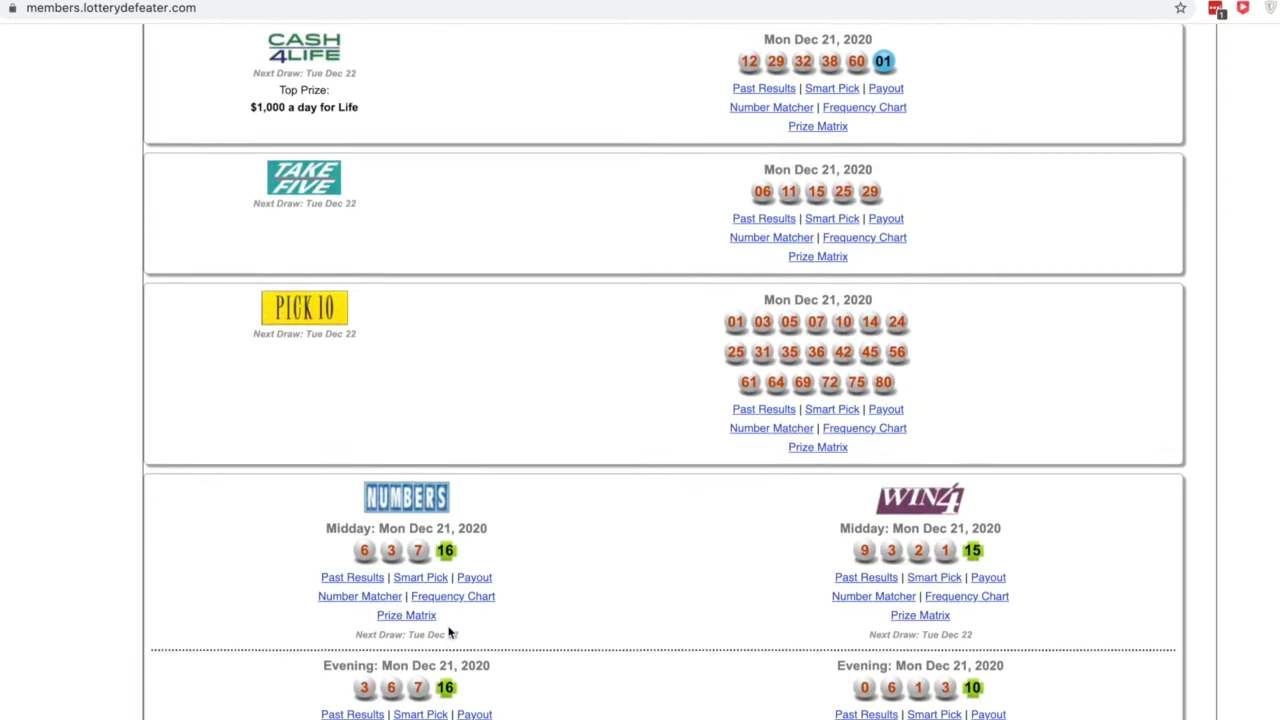 members.lotterydefeater.com
1
CASH
4LIFE
Next Draw: Tue Dec 22
Top Prize:
$1,000 a day for Life
Mon Dec 21, 2020
12 29 32 38 60 01
Past Results | Smart Pick | Payout
Number Matcher | Frequency Chart
Prize Matrix
TAKE
FIVE
Next Draw: Tue Dec 22
Mon Dec 21, 2020
06 11 15 25 29
Past Results | Smart Pick | Payout
Number Matcher | Frequency Chart
Prize Matrix
PICK 10
Next Draw: Tue Dec 22
Mon Dec 21, 2020
01 03 05 07 10 14 24
25 31 35 36 42 45 56
61 64 69 72 75 80
Past Results | Smart Pick | Payout
Number Matcher | Frequency Chart
Prize Matrix
NUMBERS
Midday: Mon Dec 21, 2020
6 3 7 16
Past Results | Smart Pick | Payout
Number Matcher | Frequency Chart
Prize Matrix
Next Draw: Tue Dec
WIN4
Midday: Mon Dec 21, 2020
9 3 2 1 15
Past Results | Smart Pick | Payout
Number Matcher | Frequency Chart
Prize Matrix
Next Draw: Tue Dec 22
Evening: Mon Dec 21, 2020
3 6 7 16
Past Results | Smart Pick | Payout
Evening: Mon Dec 21, 2020
0 6 1 3 10
Past Results | Smart Pick | Payout